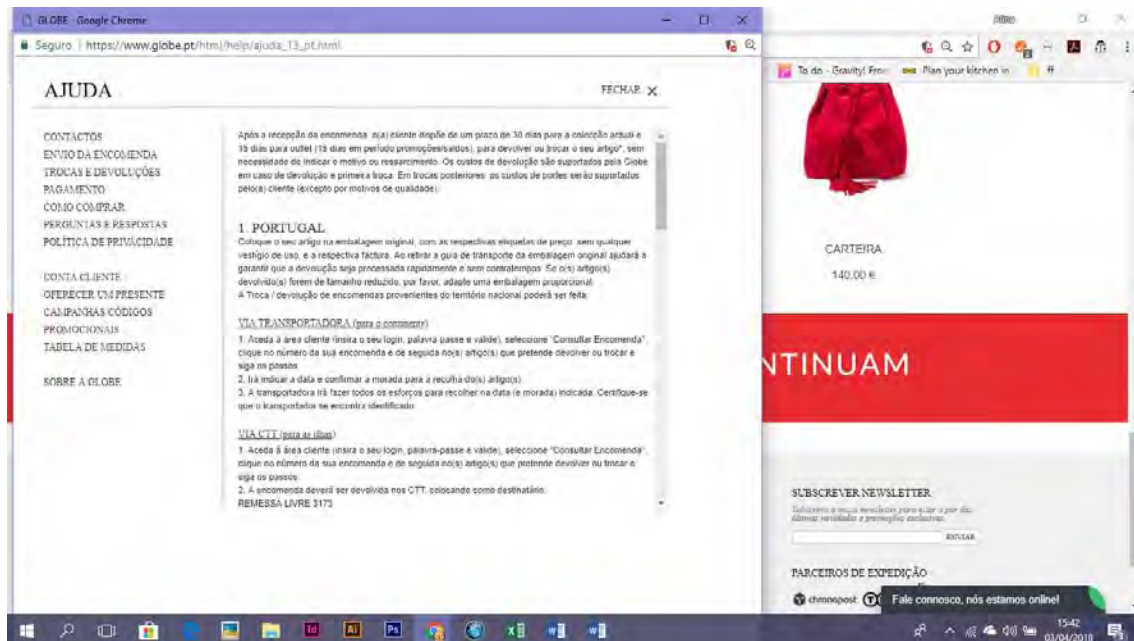 GLOBE - Google Chrome
Seguro | https://www.globe.pt/html/help/ajuda_13_pt.html
AJUDA
FECHAR X
CONTACTOS
ENVIO DA ENCOMENDA
TROCAS E DEVOLUÇÕES
PAGAMENTO
COMO COMPRAR
PERGUNTAS E RESPOSTAS
POLÍTICA DE PRIVACIDADE
CONTA CLIENTE
OFERECER UM PRESENTE
CAMPANHAS CÓDIGOS
PROMOCIONAIS
TABELA DE MEDIDAS
SOBRE A GLOBE
Após a recepção da encomenda, o(a) cliente dispõe de um prazo de 30 dias para a colecção actual e
15 dias para outlet (15 dias em período promoções/saldos), para devolver ou trocar o seu artigo*, sem
necessidade de indicar o motivo ou ressarcimento. Os custos de devolução são suportados pela Globe
em caso de devolução e primeira troca. Em trocas posteriores, os custos de portes serão suportados
pelo(a) cliente (excepto por motivos de qualidade).
1. PORTUGAL
Coloque o seu artigo na embalagem original, com as respectivas etiquetas de preço, sem qualquer
vestígio de uso, e a respectiva factura. Ao retirar a guia de transporte da embalagem original ajudará a
garantir que a devolução seja processada rapidamente e sem contratempos. Se o(s) artigo(s)
devolvido(s) forem de tamanho reduzido, por favor, adapte uma embalagem proporcional.
A Troca / devolução de encomendas provenientes do território nacional poderá ser feita:
VIA TRANSPORTADORA (para o continente)
1. Aceda à área cliente (insira o seu login, palavra passe e valide), seleccione "Consultar Encomenda",
clique no número da sua encomenda e de seguida no(s) artigo(s) que pretende devolver ou trocar e
siga os passos.
2. Irá indicar a data e confirmar a morada para a recolha do(s) artigo(s).
3. A transportadora irá fazer todos os esforços para recolher na data (e morada) indicada. Certifique-se
que o transportador se encontra identificado.
VIA CTT (para as ilhas)
1. Aceda à área cliente (insira o seu login, palavra-passe e valide), seleccione "Consultar Encomenda",
clique no número da sua encomenda e de seguida no(s) artigo(s) que pretende devolver ou trocar e
siga os passos.
2. A encomenda deverá ser devolvida nos CTT, colocando como destinatário:
REMESSA LIVRE 3173
To do - Gravity! Fro
Plan your kitchen in
ff
CARTEIRA
140,00 €
NTINUAM
SUBSCREVER NEWSLETTER
ENVIAR
PARCEIROS DE EXPEDIÇÃO
chronopost
Fale connosco, nós estamos online!
15:42
03/04/2018